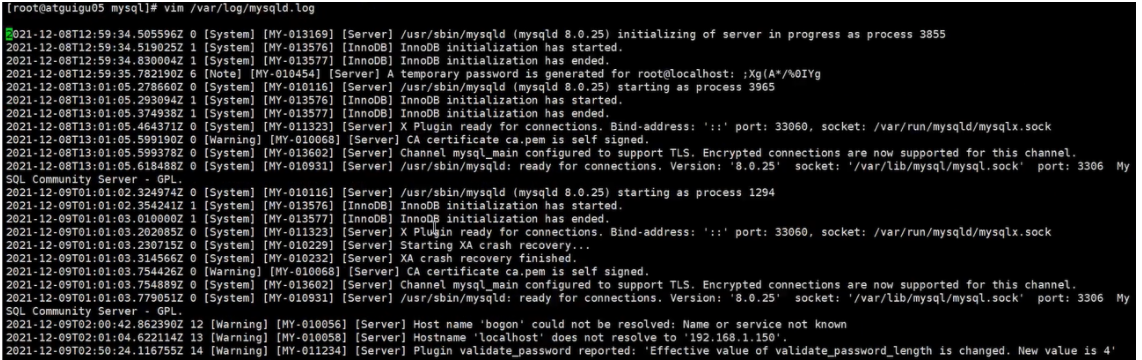 [root@atguigu05 mysql]# vim /var/log/mysqld.log
2021-12-08T12:59:34.505596Z 0 [System] [MY-013169] [Server] /usr/sbin/mysqld (mysqld 8.0.25) initializing of server in progress as process 3855
2021-12-08T12:59:34.519025Z 1 [System] [MY-013576] [InnoDB] InnoDB initialization has started.
2021-12-08T12:59:34.830004Z 1 [System] [MY-013577] [InnoDB] InnoDB initialization has ended.
2021-12-08T12:59:35.782190Z 6 [Note] [MY-010454] [Server] A temporary password is generated for root@localhost: ;Xg(A*/%0IYg
2021-12-08T13:01:05.278660Z 0 [System] [MY-010116] [Server] /usr/sbin/mysqld (mysqld 8.0.25) starting as process 3965
2021-12-08T13:01:05.293094Z 1 [System] [MY-013576] [InnoDB] InnoDB initialization has started.
2021-12-08T13:01:05.374938Z 1 [System] [MY-013577] [InnoDB] InnoDB initialization has ended.
2021-12-08T13:01:05.464371Z 0 [System] [MY-011323] [Server] X Plugin ready for connections. Bind-address: '::' port: 33060, socket: /var/run/mysqld/mysqlx.sock
2021-12-08T13:01:05.599190Z 0 [Warning] [MY-010068] [Server] CA certificate ca.pem is self signed.
2021-12-08T13:01:05.599378Z 0 [System] [MY-013602] [Server] Channel mysql_main configured to support TLS. Encrypted connections are now supported for this channel.
2021-12-08T13:01:05.618488Z 0 [System] [MY-010931] [Server] /usr/sbin/mysqld: ready for connections. Version: '8.0.25'  socket: '/var/lib/mysql/mysql.sock'  port: 3306  My
SQL Community Server - GPL.
2021-12-09T01:01:02.324974Z 0 [System] [MY-010116] [Server] /usr/sbin/mysqld (mysqld 8.0.25) starting as process 1294
2021-12-09T01:01:02.354241Z 1 [System] [MY-013576] [InnoDB] InnoDB initialization has started.
2021-12-09T01:01:03.010000Z 1 [System] [MY-013577] [InnoDB] InnoDB initialization has ended.
2021-12-09T01:01:03.202085Z 0 [System] [MY-011323] [Server] X Plugin ready for connections. Bind-address: '::' port: 33060, socket: /var/run/mysqld/mysqlx.sock
2021-12-09T01:01:03.230715Z 0 [System] [MY-010229] [Server] Starting XA crash recovery...
2021-12-09T01:01:03.314566Z 0 [System] [MY-010232] [Server] XA crash recovery finished.
2021-12-09T01:01:03.754426Z 0 [Warning] [MY-010068] [Server] CA certificate ca.pem is self signed.
2021-12-09T01:01:03.754889Z 0 [System] [MY-013602] [Server] Channel mysql_main configured to support TLS. Encrypted connections are now supported for this channel.
2021-12-09T01:01:03.779051Z 0 [System] [MY-010931] [Server] /usr/sbin/mysqld: ready for connections. Version: '8.0.25'  socket: '/var/lib/mysql/mysql.sock'  port: 3306  My
SQL Community Server - GPL.
2021-12-09T02:00:42.862390Z 12 [Warning] [MY-010056] [Server] Host name 'bogon' could not be resolved: Name or service not known
2021-12-09T02:01:04.622114Z 13 [Warning] [MY-010058] [Server] Hostname 'localhost' does not resolve to '192.168.1.150'.
2021-12-09T02:50:24.116755Z 14 [Warning] [MY-011234] [Server] Plugin validate_password reported: 'Effective value of validate_password_length is changed. New value is 4'